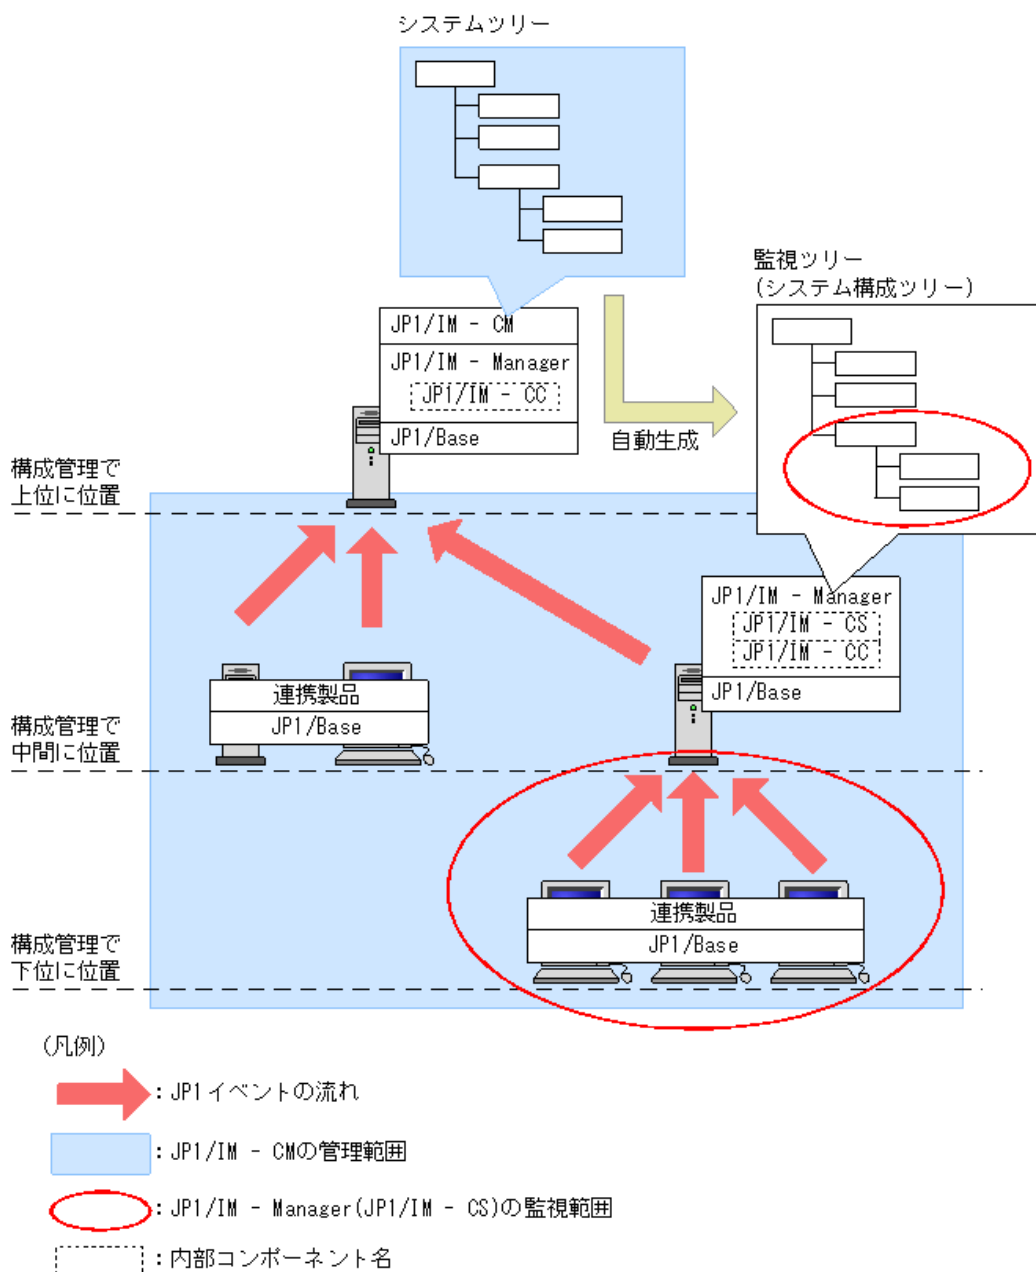 システムツリー
監視ツリー
(システム構成ツリー)
JP1/IM - CM
JP1/IM - Manager
JP1/IM - CC
JP1/Base
自動生成
構成管理で
上位に位置
JP1/IM - Manager
JP1/IM - CS
JP1/IM - CC
JP1/Base
連携製品
JP1/Base
構成管理で
中間に位置
連携製品
JP1/Base
構成管理で
下位に位置
(凡例)
：JP1イベントの流れ
：JP1/IM - CMの管理範囲
：JP1/IM - Manager(JP1/IM - CS)の監視範囲
：内部コンポーネント名